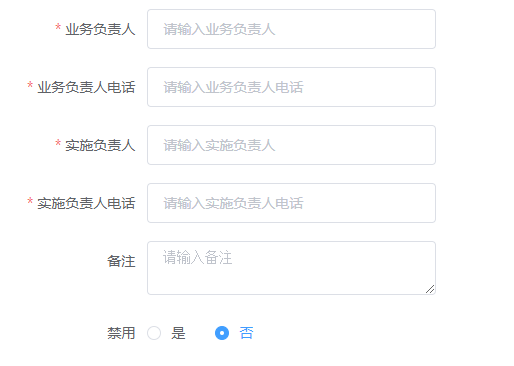 * 业务负责人 请输入业务负责人
* 业务负责人电话 请输入业务负责人电话
* 实施负责人 请输入实施负责人
* 实施负责人电话 请输入实施负责人电话
备注 请输入备注
禁用 是 否